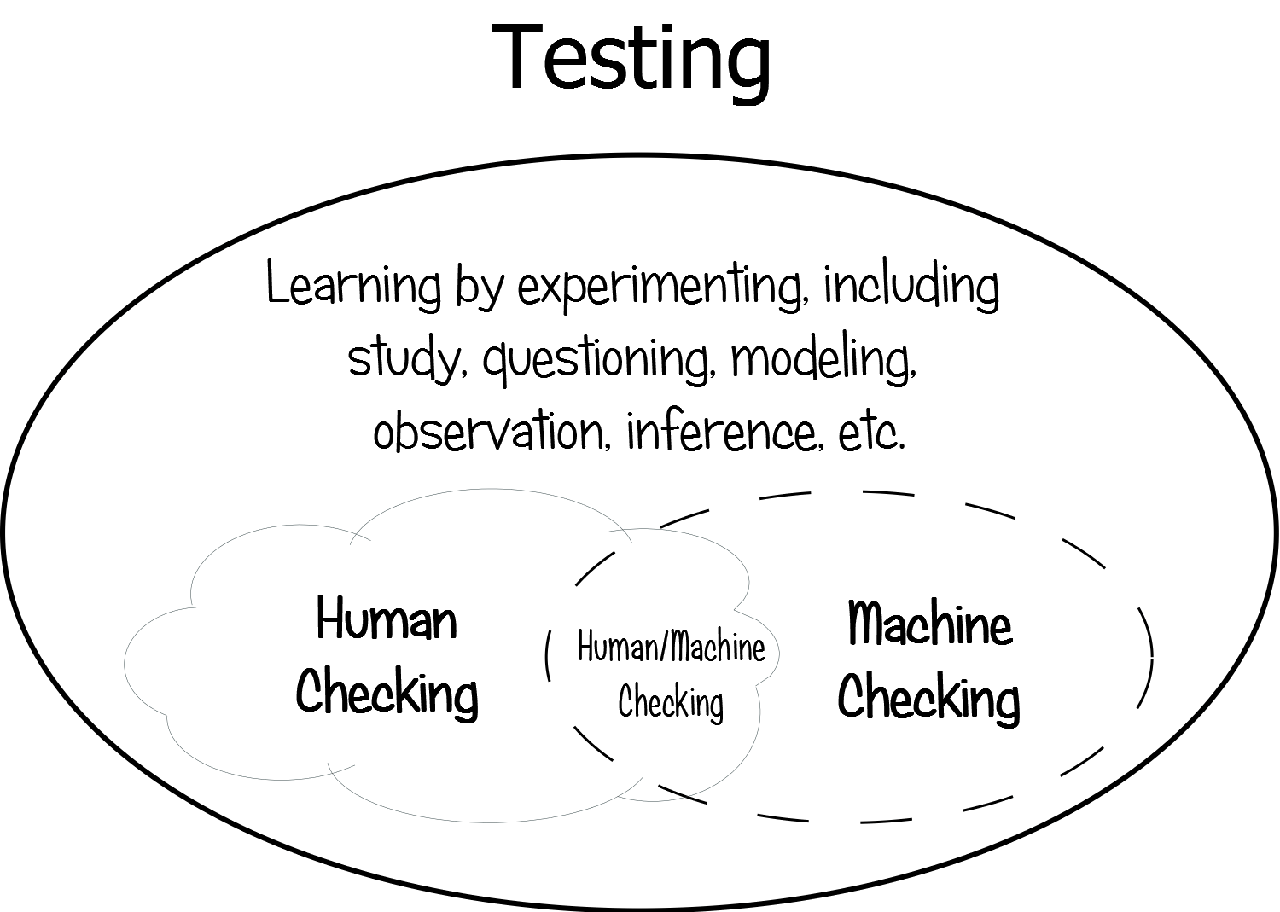 Testing
Learning by experimenting, including
study, questioning, modeling,
observation, inference, etc.
Human
Checking
Human/Machine
Checking
Machine
Checking